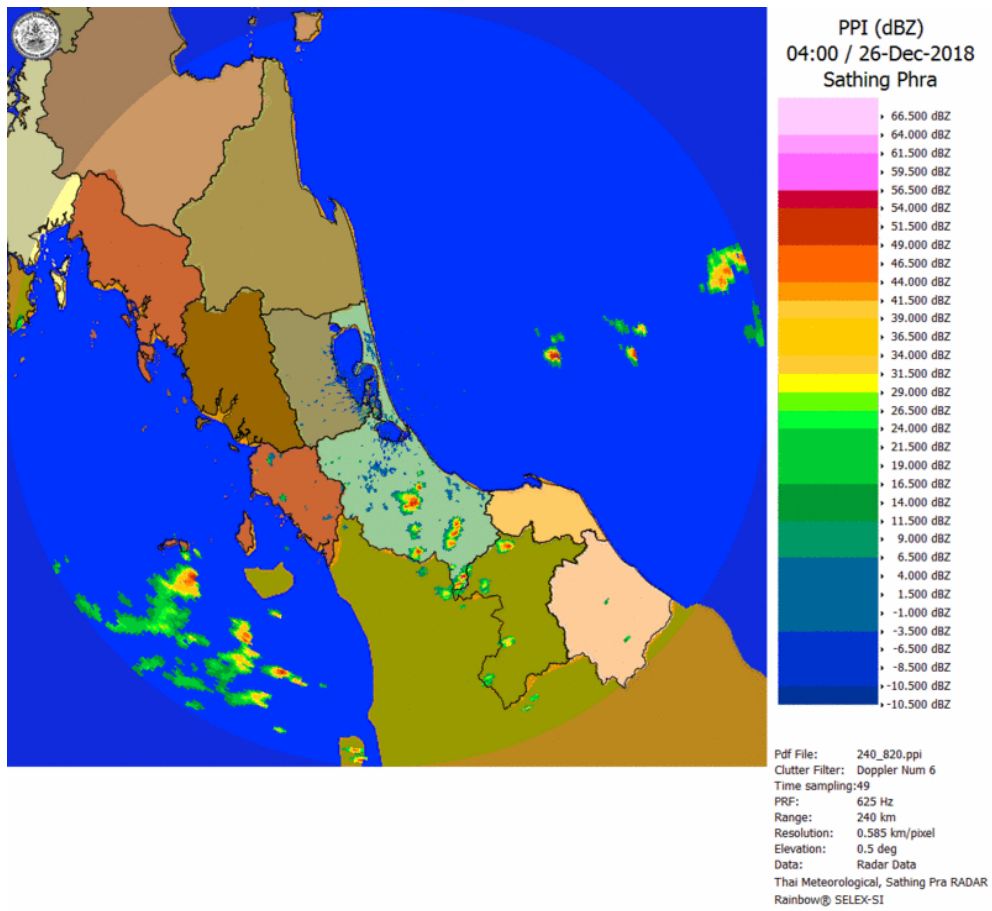 PPI (dBZ)
04:00 / 26-Dec-2018
Sathing Phra
66.500 dBZ
64.000 dBZ
61.500 dBZ
59.500 dBZ
56.500 dBZ
54.000 dBZ
51.500 dBZ
49.000 dBZ
46.500 dBZ
44.000 dBZ
41.500 dBZ
39.000 dBZ
36.500 dBZ
34.000 dBZ
31.500 dBZ
29.000 dBZ
26.500 dBZ
24.000 dBZ
21.500 dBZ
19.000 dBZ
16.500 dBZ
14.000 dBZ
11.500 dBZ
9.000 dBZ
6.500 dBZ
4.000 dBZ
1.500 dBZ
-1.000 dBZ
-3.500 dBZ
-6.500 dBZ
-8.500 dBZ
-10.500 dBZ
-10.500 dBZ
Pdf File: 240_820.ppi
Clutter Filter: Doppler Num 6
Time sampling:49
PRF: 625 Hz
Range: 240 km
Resolution: 0.585 km/pixel
Elevation: 0.5 deg
Data: Radar Data
Thai Meteorological, Sathing Pra RADAR
Rainbow® SELEX-SI